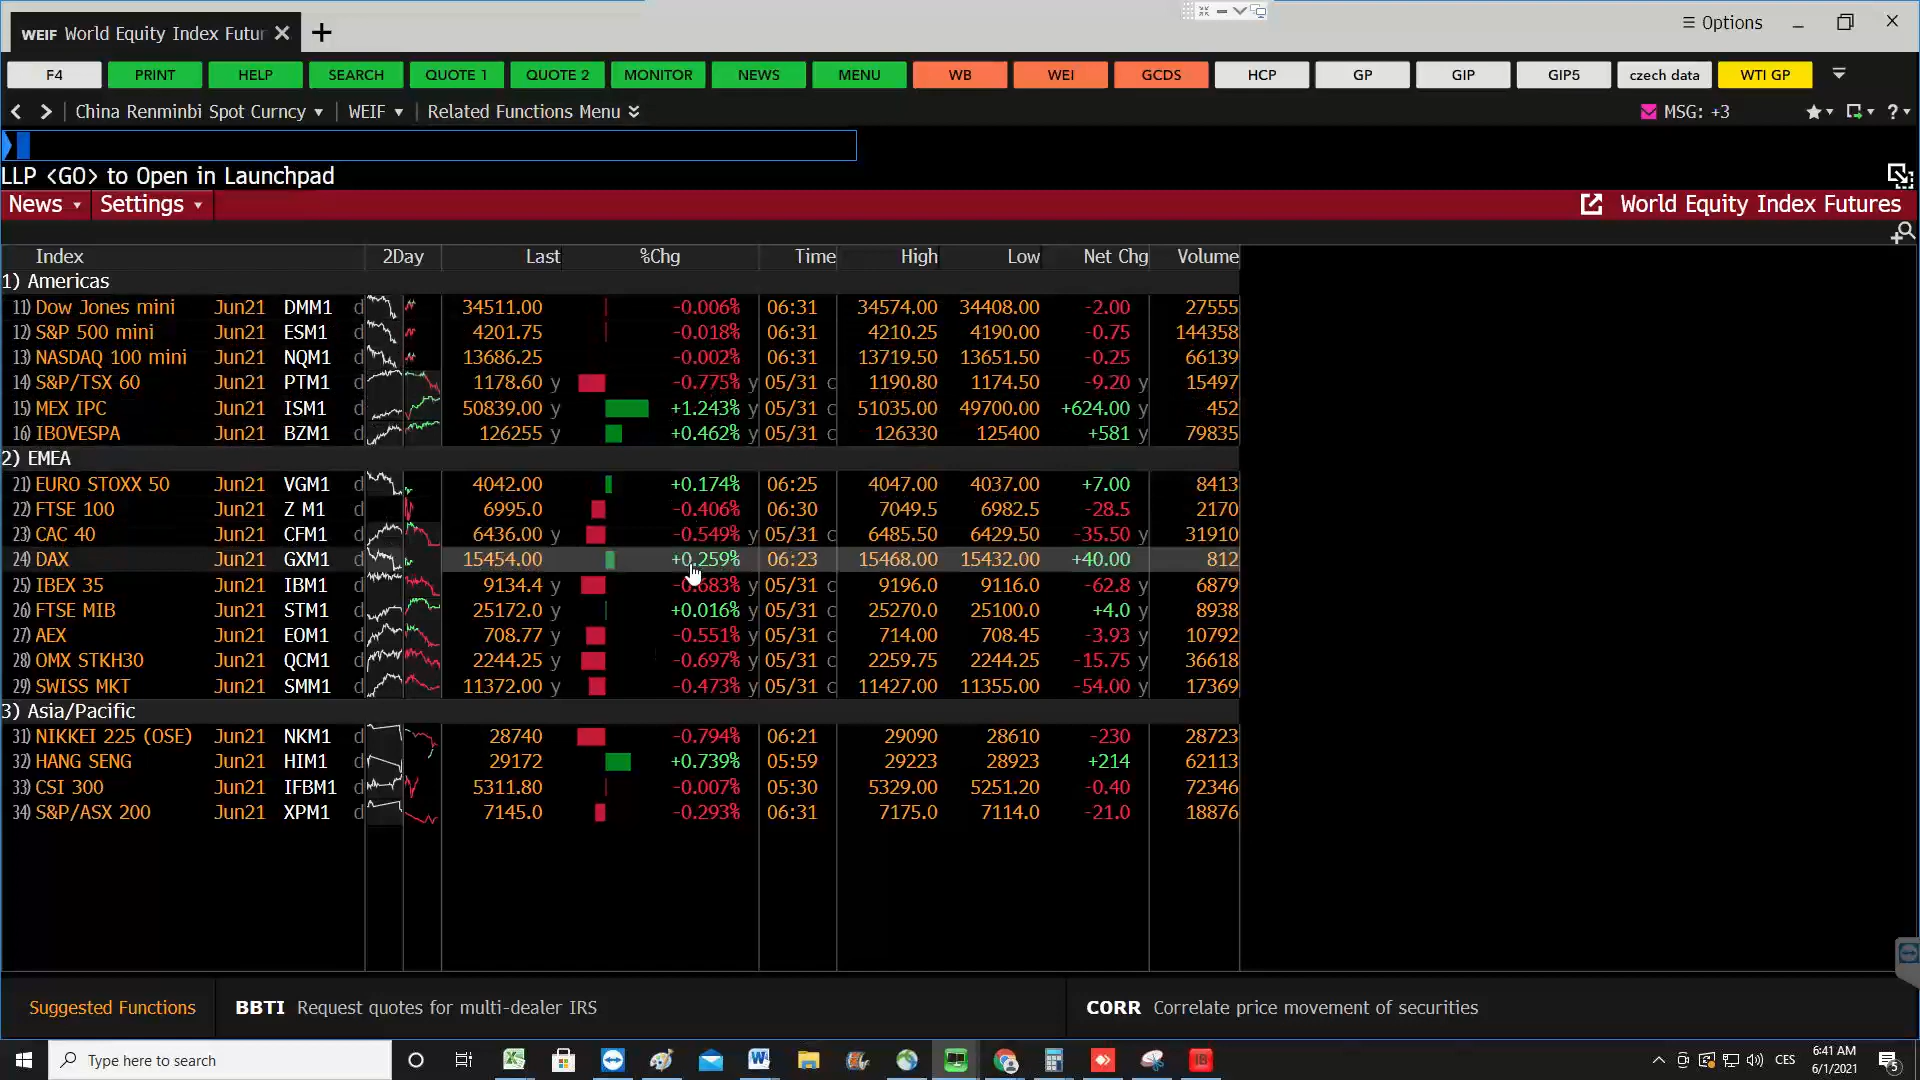 WEIF World Equity Index Futur
Options
F4 PRINT HELP SEARCH QUOTE 1 QUOTE 2 MONITOR NEWS MENU WB WEI GCDS HCP GP GIP GIP5 czech data WTI GP
China Renminbi Spot Curncy WEIF Related Functions Menu MSG: +3 ?
LLP <GO> to Open in Launchpad
News Settings World Equity Index Futures
Index 2Day Last %Chg Time High Low Net Chg Volume
1) Americas
11) Dow Jones mini Jun21 DMM1 d 34511.00 -0.006% 06:31 34574.00 34408.00 -2.00 27555
12) S&P 500 mini Jun21 ESM1 d 4201.75 -0.018% 06:31 4210.25 4190.00 -0.75 144358
13) NASDAQ 100 mini Jun21 NQM1 d 13686.25 -0.002% 06:31 13719.50 13651.50 -0.25 66139
14) S&P/TSX 60 Jun21 PTM1 d 1178.60 y -0.775% y 05/31 c 1190.80 1174.50 -9.20 y 15497
15) MEX IPC Jun21 ISM1 d 50839.00 y +1.243% y 05/31 c 51035.00 49700.00 +624.00 y 452
16) IBOVESPA Jun21 BZM1 d 126255 y +0.462% y 05/31 c 126330 125400 +581 y 79835
2) EMEA
21) EURO STOXX 50 Jun21 VGM1 d 4042.00 +0.174% 06:25 4047.00 4037.00 +7.00 8413
22) FTSE 100 Jun21 Z M1 d 6995.0 -0.406% 06:30 7049.5 6982.5 -28.5 2170
23) CAC 40 Jun21 CFM1 d 6436.00 y -0.549% y 05/31 c 6485.50 6429.50 -35.50 y 31910
24) DAX Jun21 GXM1 d 15454.00 +0.259% 06:23 15468.00 15432.00 +40.00 812
25) IBEX 35 Jun21 IBM1 d 9134.4 y -0.683% y 05/31 c 9196.0 9116.0 -62.8 y 6879
26) FTSE MIB Jun21 STM1 d 25172.0 y +0.016% y 05/31 c 25270.0 25100.0 +4.0 y 8938
27) AEX Jun21 EOM1 d 708.77 y -0.551% y 05/31 c 714.00 708.45 -3.93 y 10792
28) OMX STKH30 Jun21 QCM1 d 2244.25 y -0.697% y 05/31 c 2259.75 2244.25 -15.75 y 36618
29) SWISS MKT Jun21 SMM1 d 11372.00 y -0.473% y 05/31 c 11427.00 11355.00 -54.00 y 17369
3) Asia/Pacific
31) NIKKEI 225 (OSE) Jun21 NKM1 d 28740 -0.794% 06:21 29090 28610 -230 28723
32) HANG SENG Jun21 HIM1 d 29172 +0.739% 05:59 29223 28923 +214 62113
33) CSI 300 Jun21 IFBM1 d 5311.80 -0.007% 05:30 5329.00 5251.20 -0.40 72346
34) S&P/ASX 200 Jun21 XPM1 d 7145.0 -0.293% 06:31 7175.0 7114.0 -21.0 18876
Suggested Functions BBTI Request quotes for multi-dealer IRS CORR Correlate price movement of securities
Type here to search IB CES 6:41 AM
6/1/2021 5